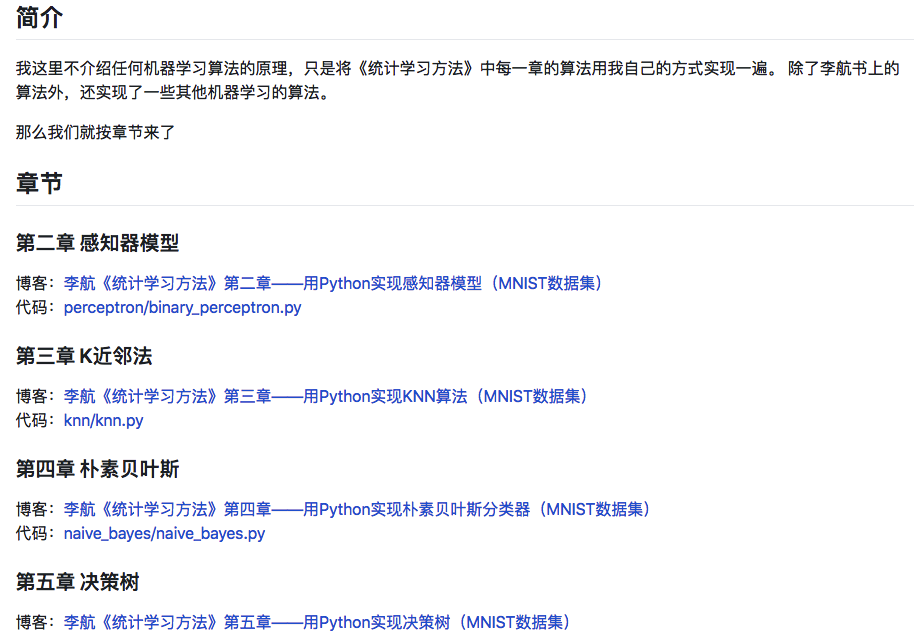 简介
我这里不介绍任何机器学习算法的原理，只是将《统计学习方法》中每一章的算法用我自己的方式实现一遍。 除了李航书上的
算法外，还实现了一些其他机器学习的算法。
那么我们就按章节来了
章节
第二章 感知器模型
博客：李航《统计学习方法》第二章——用Python实现感知器模型（MNIST数据集）
代码：perceptron/binary_perceptron.py
第三章 K近邻法
博客：李航《统计学习方法》第三章——用Python实现KNN算法（MNIST数据集）
代码：knn/knn.py
第四章 朴素贝叶斯
博客：李航《统计学习方法》第四章——用Python实现朴素贝叶斯分类器（MNIST数据集）
代码：naive_bayes/naive_bayes.py
第五章 决策树
博客：李航《统计学习方法》第五章——用Python实现决策树（MNIST数据集）